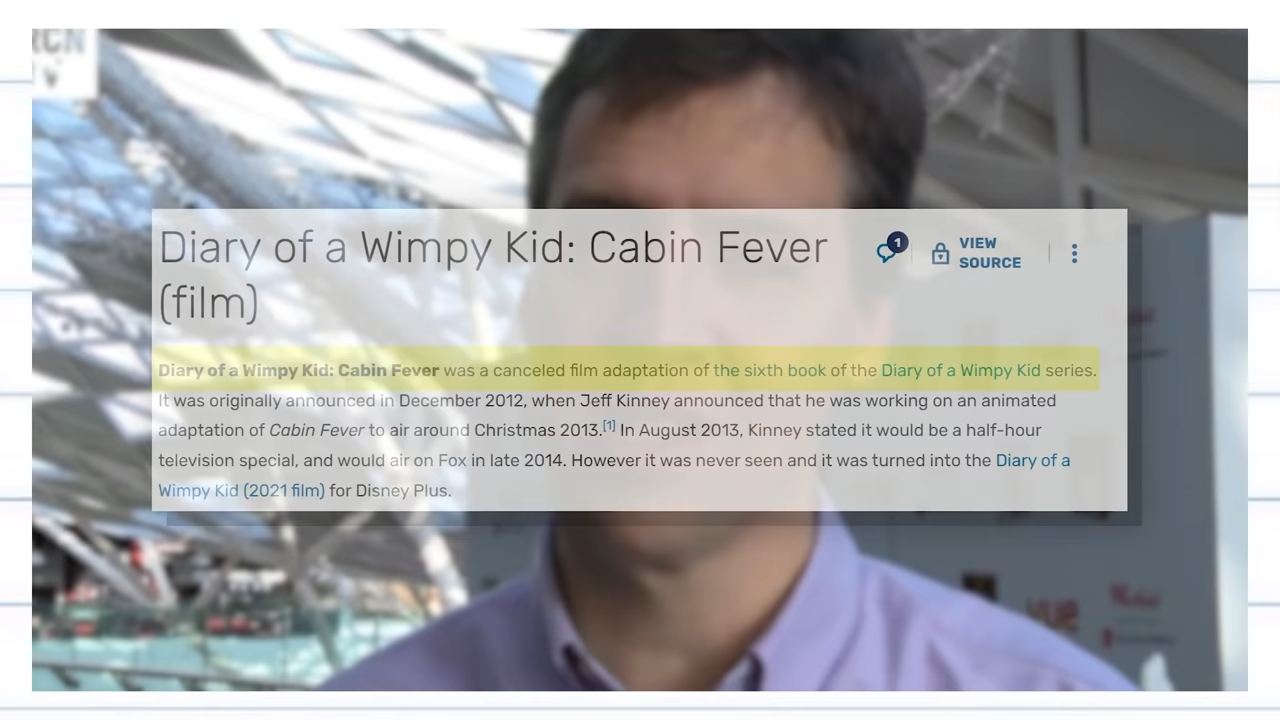 RCN
Diary of a Wimpy Kid: Cabin Fever
(film)
1
VIEW
SOURCE
Diary of a Wimpy Kid: Cabin Fever was a canceled film adaptation of the sixth book of the Diary of a Wimpy Kid series.
It was originally announced in December 2012, when Jeff Kinney announced that he was working on an animated
adaptation of Cabin Fever to air around Christmas 2013.[1] In August 2013, Kinney stated it would be a half-hour
television special, and would air on Fox in late 2014. However it was never seen and it was turned into the Diary of a
Wimpy Kid (2021 film) for Disney Plus.
vue